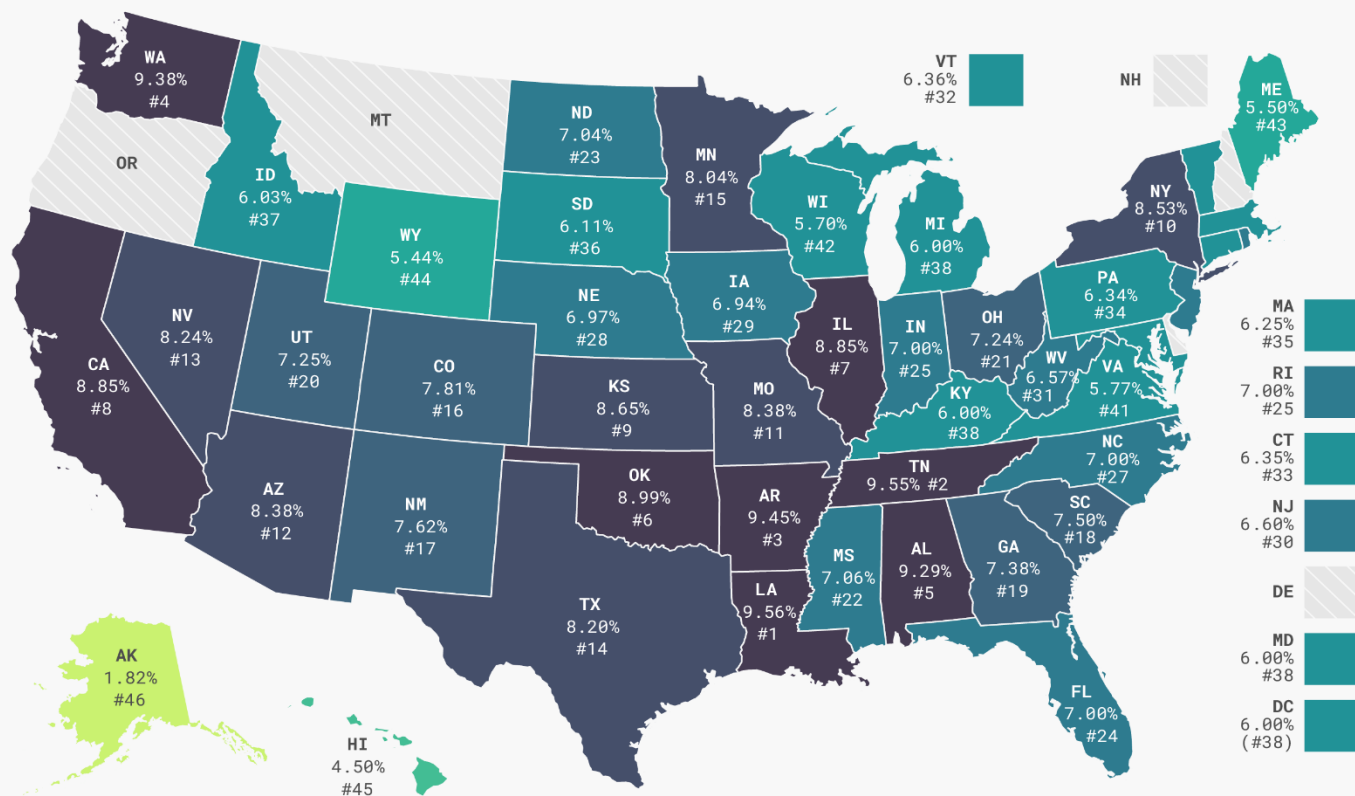 WA
9.38%
#4
MT
OR
ID
6.03%
#37
WY
5.44%
#44
ND
7.04%
#23
SD
6.11%
#36
NE
6.97%
#28
MN
8.04%
#15
IA
6.94%
#29
WI
5.70%
#42
MI
6.00%
#38
VT
6.36%
#32
NH
ME
5.50%
#43
NY
8.53%
#10
PA
6.34%
#34
NV
8.24%
#13
UT
7.25%
#20
CA
8.85%
#8
CO
7.81%
#16
KS
8.65%
#9
MO
8.38%
#11
IL
8.85%
#7
IN
7.00%
#25
OH
7.24%
#21
WV
6.57%
#31
VA
5.77%
#41
KY
6.00%
#38
NC
7.00%
#27
TN
9.55% #2
SC
7.50%
#18
AZ
8.38%
#12
NM
7.62%
#17
OK
8.99%
#6
AR
9.45%
#3
TX
8.20%
#14
LA
9.56%
#1
MS
7.06%
#22
AL
9.29%
#5
GA
7.38%
#19
FL
7.00%
#24
AK
1.82%
#46
HI
4.50%
#45
MA
6.25%
#35
RI
7.00%
#25
CT
6.35%
#33
NJ
6.60%
#30
DE
MD
6.00%
#38
DC
6.00%
(#38)